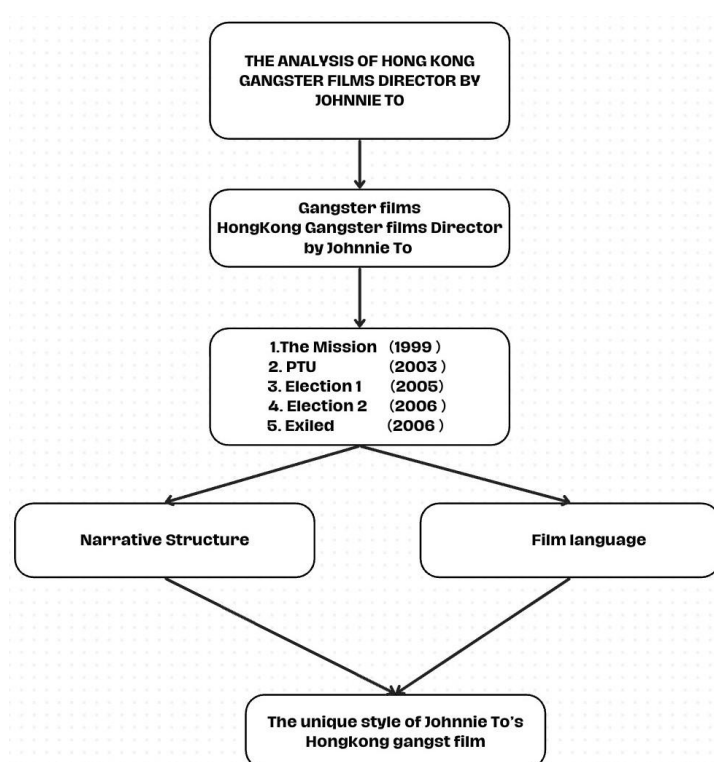 THE ANALYSIS OF HONG KONG
GANGSTER FILMS DIRECTOR BY
JOHNNIE TO
Gangster films
HongKong Gangster films Director
by Johnnie To
1.The Mission （1999 ）
2. PTU （2003 ）
3. Election 1 （2005）
4. Election 2 （2006 ）
5. Exiled （2006 ）
Narrative Structure
Film language
The unique style of Johnnie To's
Hongkong gangst film